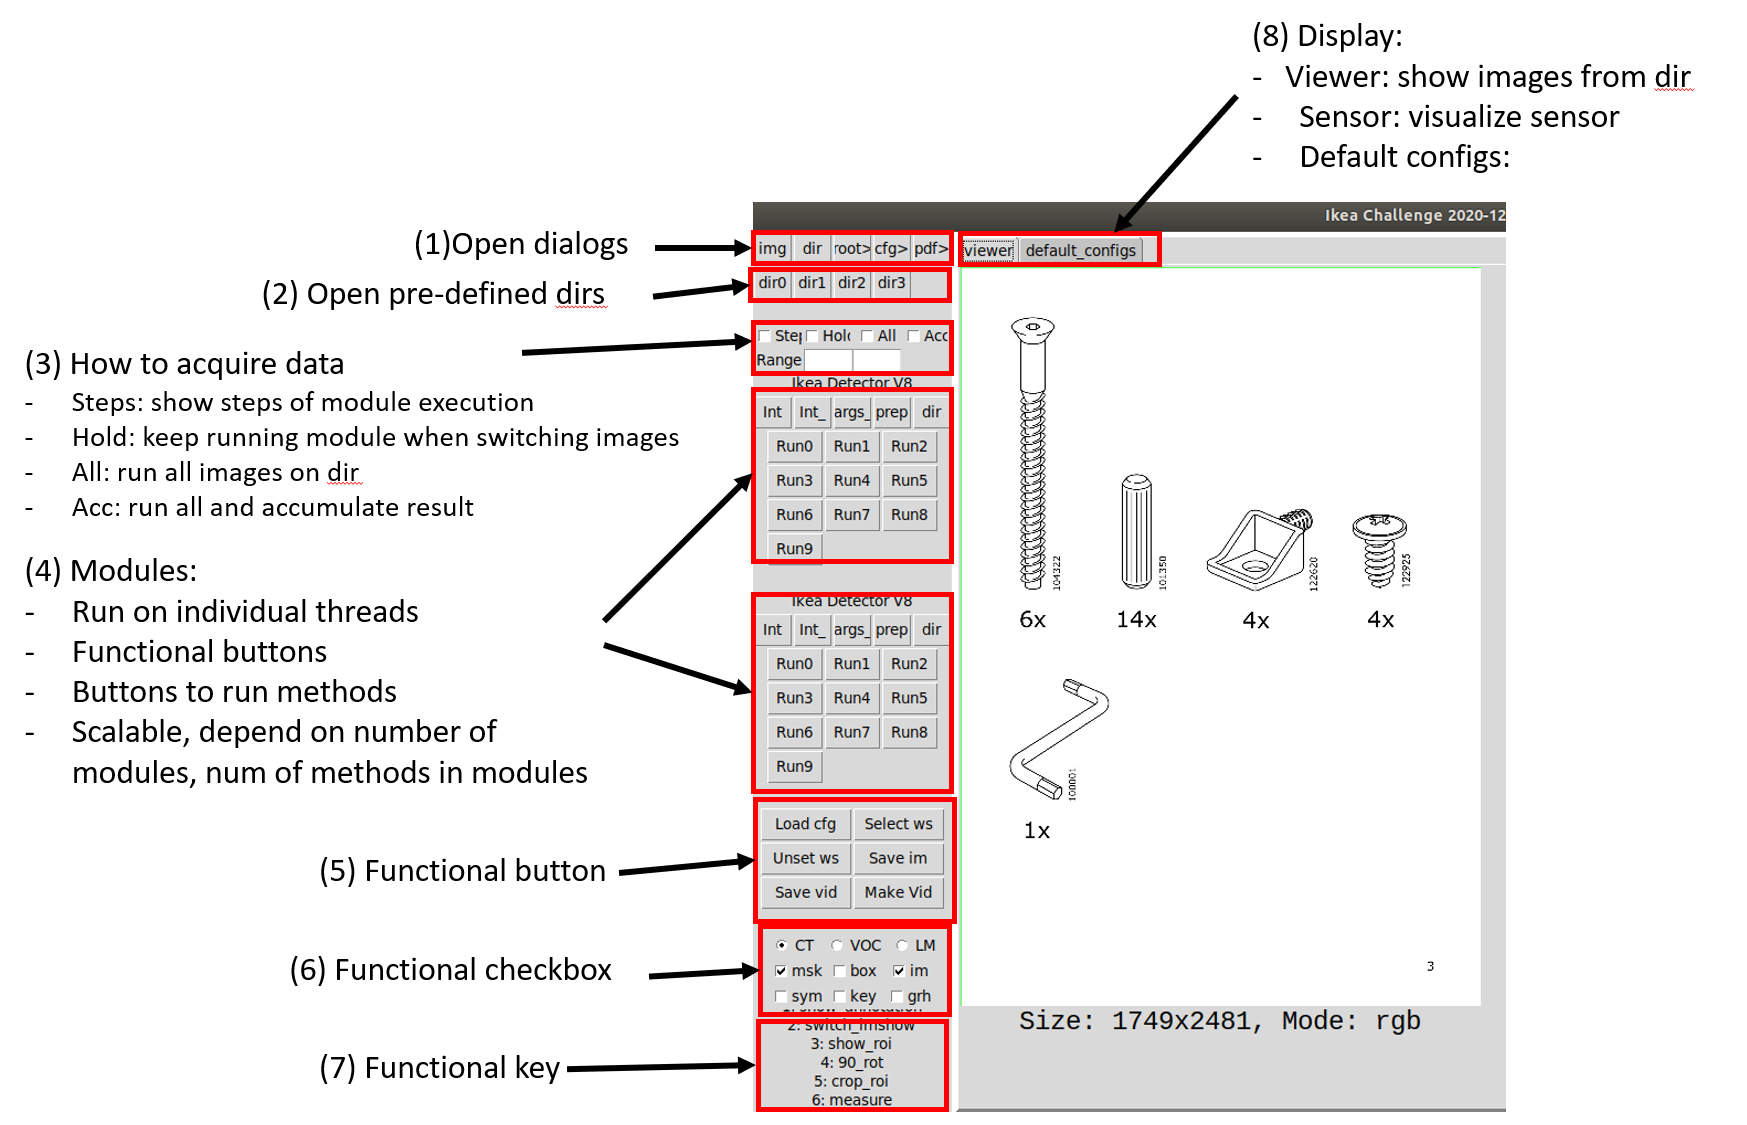 (8) Display:
- Viewer: show images from dir
- Sensor: visualize sensor
- Default configs:
Ikea Challenge 2020-12
(1)Open dialogs
img dir root> cfg> pdf>
viewer default_configs
(2) Open pre-defined dirs
dir0 dir1 dir2 dir3
(3) How to acquire data
- Steps: show steps of module execution
- Hold: keep running module when switching images
- All: run all images on dir
- Acc: run all and accumulate result
Step Hold All Acc
Range
Ikea Detector V8
Int Int_ args_ prep dir
Run0 Run1 Run2
Run3 Run4 Run5
Run6 Run7 Run8
Run9
(4) Modules:
- Run on individual threads
- Functional buttons
- Buttons to run methods
- Scalable, depend on number of
modules, num of methods in modules
Ikea Detector V8
Int Int_ args_ prep dir
Run0 Run1 Run2
Run3 Run4 Run5
Run6 Run7 Run8
Run9
(5) Functional button
Load cfg Select ws
Unset ws Save im
Save vid Make Vid
(6) Functional checkbox
CT VOC LM
msk box im
sym key grh
(7) Functional key
1: show_annotation
2: switch_imshow
3: show_roi
4: 90_rot
5: crop_roi
6: measure
104322
101350
122620
122925
6x 14x 4x 4x
100001
1x
3
Size: 1749x2481, Mode: rgb